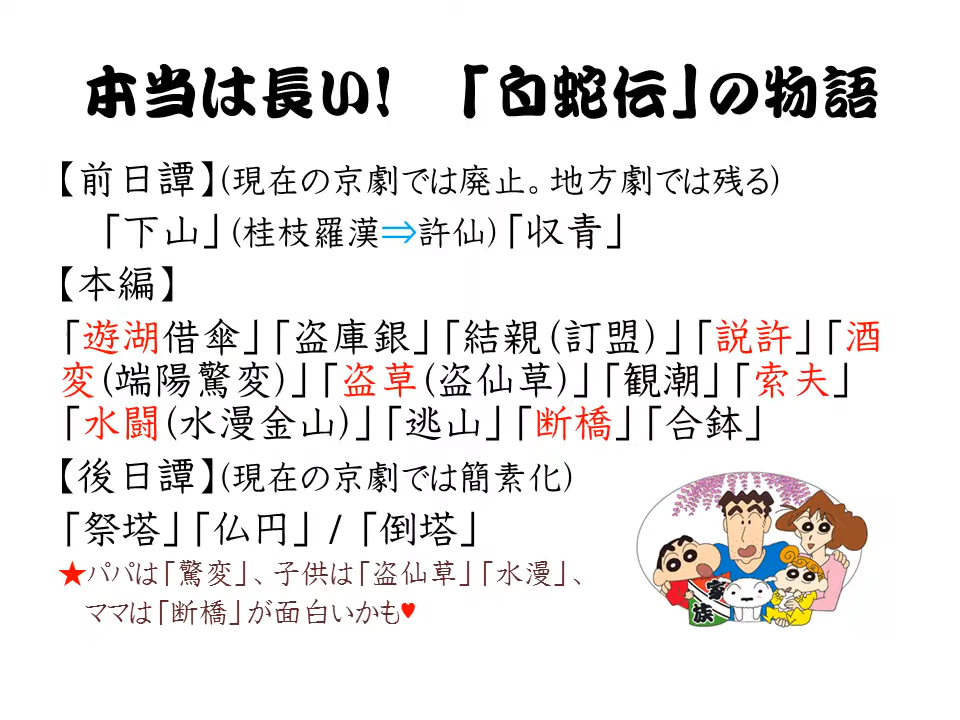 本当は長い！　「白蛇伝」の物語
【前日譚】(現在の京劇では廃止。地方劇では残る)
「下山」(桂枝羅漢⇒許仙)「収青」
【本編】
「遊湖借傘」「盗庫銀」「結親(訂盟)」「説許」「酒
変(端陽驚変)」「盗草(盗仙草)」「観潮」「索夫」
「水闘(水漫金山)」「逃山」「断橋」「合鉢」
【後日譚】(現在の京劇では簡素化)
「祭塔」「仏円」/「倒塔」
★パパは「驚変」、子供は「盗仙草」「水漫」、
ママは「断橋」が面白いかも♥
家
族